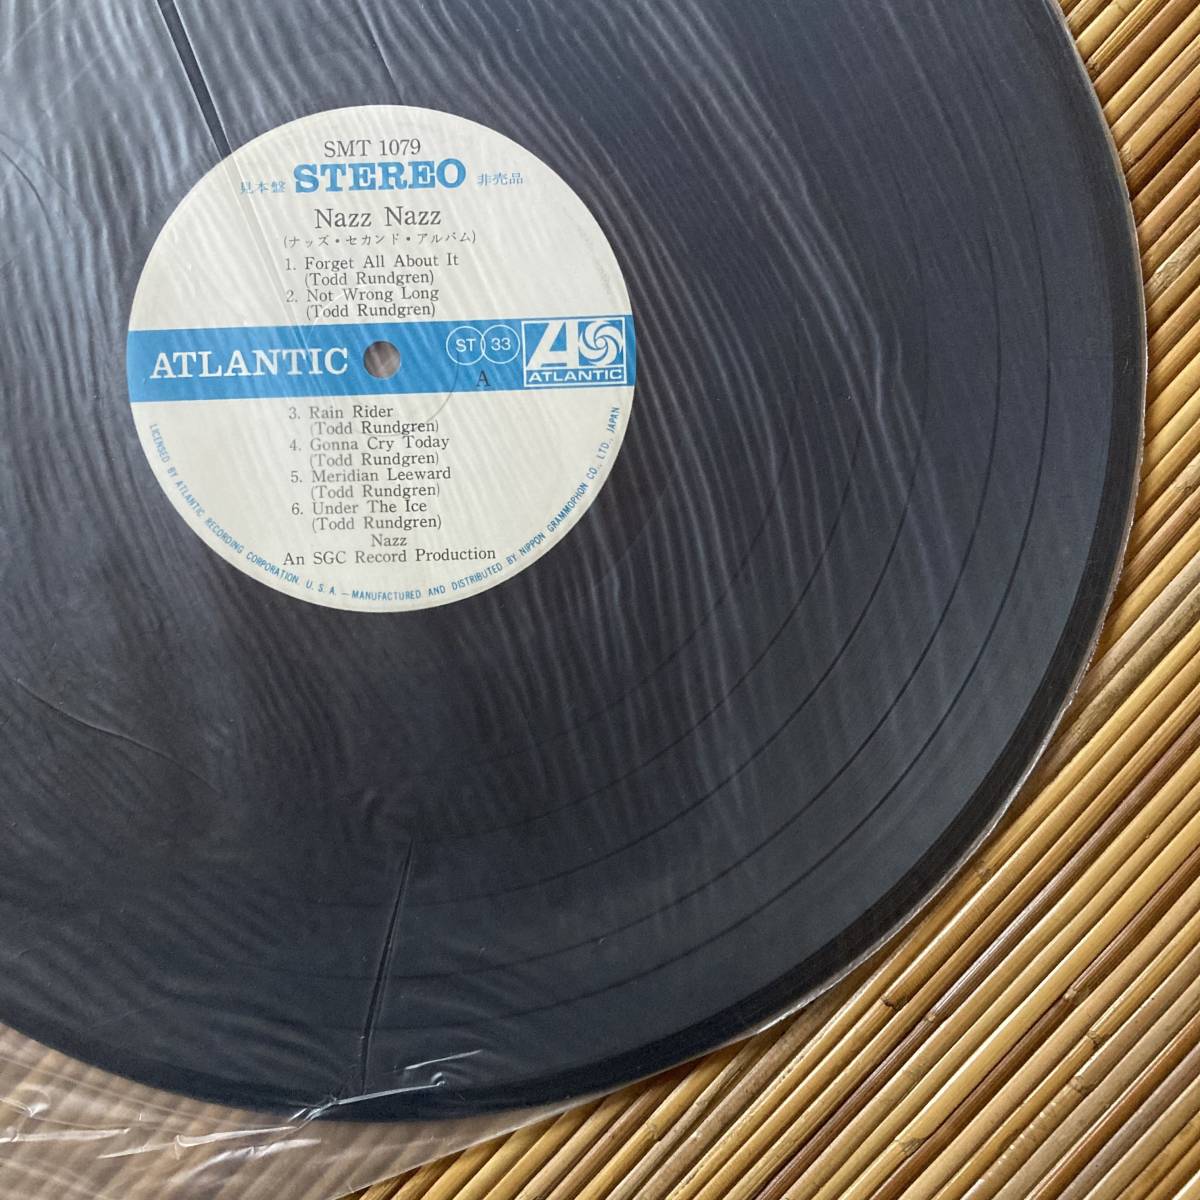 SMT 1079
見本盤 STEREO 非売品
Nazz Nazz
(ナッズ・セカンド・アルバム)
1. Forget All About It
(Todd Rundgren)
2. Not Wrong Long
(Todd Rundgren)
ATLANTIC
ST 33
A
ATLANTIC
3. Rain Rider
(Todd Rundgren)
4. Gonna Cry Today
(Todd Rundgren)
5. Meridian Leeward
(Todd Rundgren)
6. Under The Ice
(Todd Rundgren)
Nazz
An SGC Record Production
LICENSED BY ATLANTIC RECORDING CORPORATION. U. S. A. —MANUFACTURED AND DISTRIBUTED BY NIPPON GRAMMOPHON CO., LTD., JAPAN